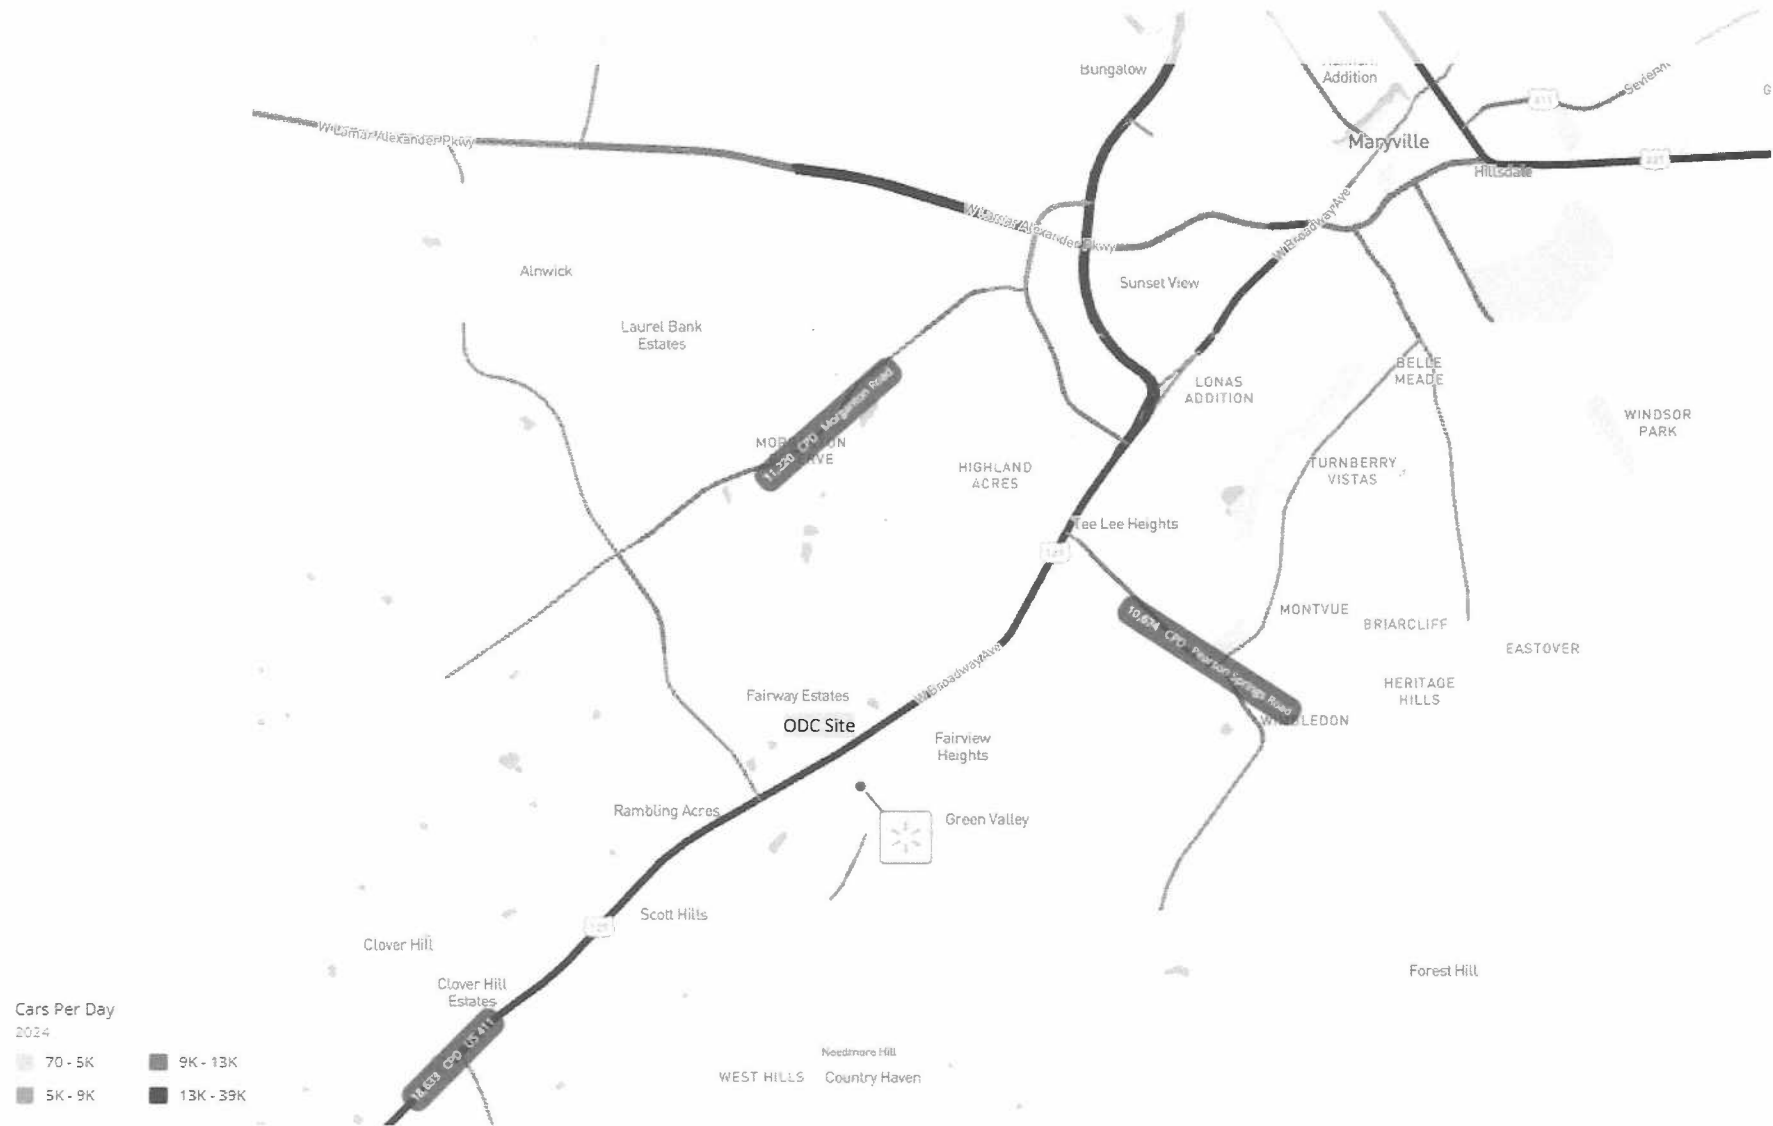 Bungalow
Addition
W Lamar Alexander Pkwy
411
Maryville
Hillsdale
321
W Lamar Alexander Pkwy
W Broadway Ave
Alnwick
Sunset View
Laurel Bank
Estates
BELLE
MEADE
LONAS
ADDITION
11,220 CPD Morganton Road
WINDSOR
PARK
HIGHLAND
ACRES
TURNBERRY
VISTAS
Tee Lee Heights
10,674 CPD Pearson Springs Road
MONTVUE
BRIARCLIFF
EASTOVER
HERITAGE
HILLS
W Broadway Ave
Fairway Estates
ODC Site
Fairview
Heights
Rambling Acres
Green Valley
Scott Hills
Clover Hill
Clover Hill
Estates
Forest Hill
18,633 CPD US 411
Cars Per Day
2024
70 - 5K
9K - 13K
5K - 9K
13K - 39K
Needmore Hill
WEST HILLS
Country Haven